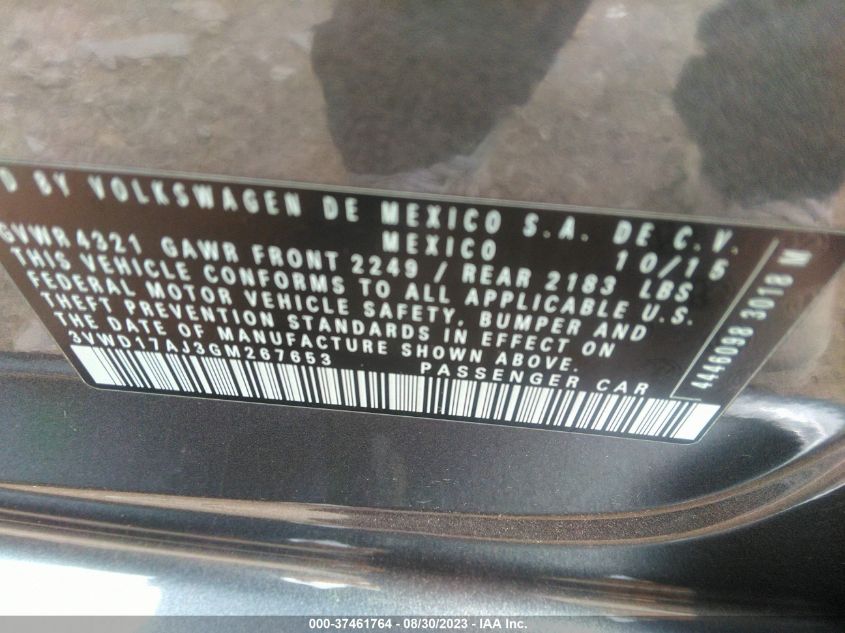 D BY VOLKSWAGEN DE MEXICO S.A. DE C.V.
MEXICO 10/15
GVWR 4321 GAWR FRONT 2249 / REAR 2183 LBS
THIS VEHICLE CONFORMS TO ALL APPLICABLE U.S.
FEDERAL MOTOR VEHICLE SAFETY, BUMPER AND
THEFT PREVENTION STANDARDS IN EFFECT ON
THE DATE OF MANUFACTURE SHOWN ABOVE.
3VWD17AJ3GM267653 PASSENGER CAR
4449098 3018 M
000-37461764 - 08/30/2023 - IAA Inc.